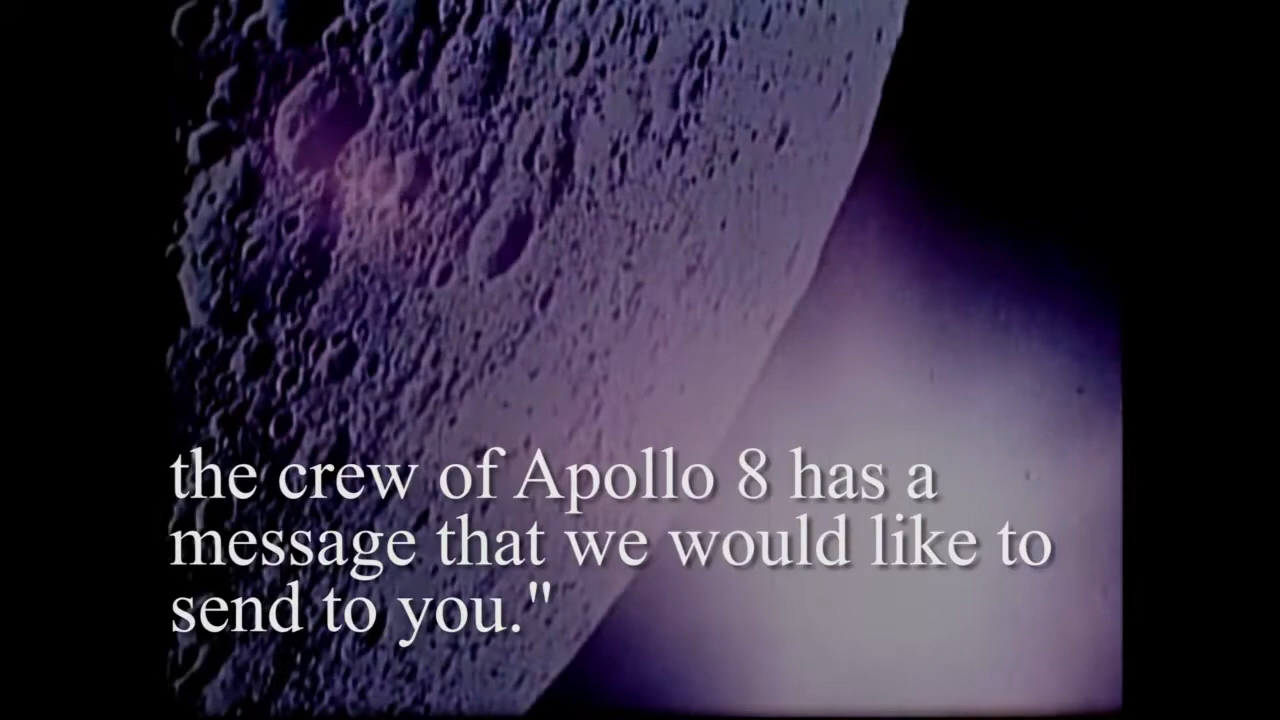 the crew of Apollo 8 has a
message that we would like to
send to you."